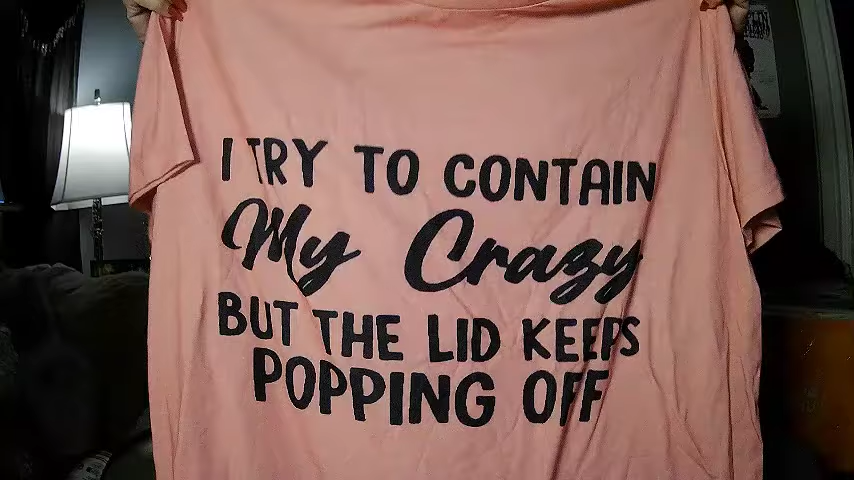 I TRY TO CONTAIN
My Crazy
BUT THE LID KEEPS
POPPING OFF